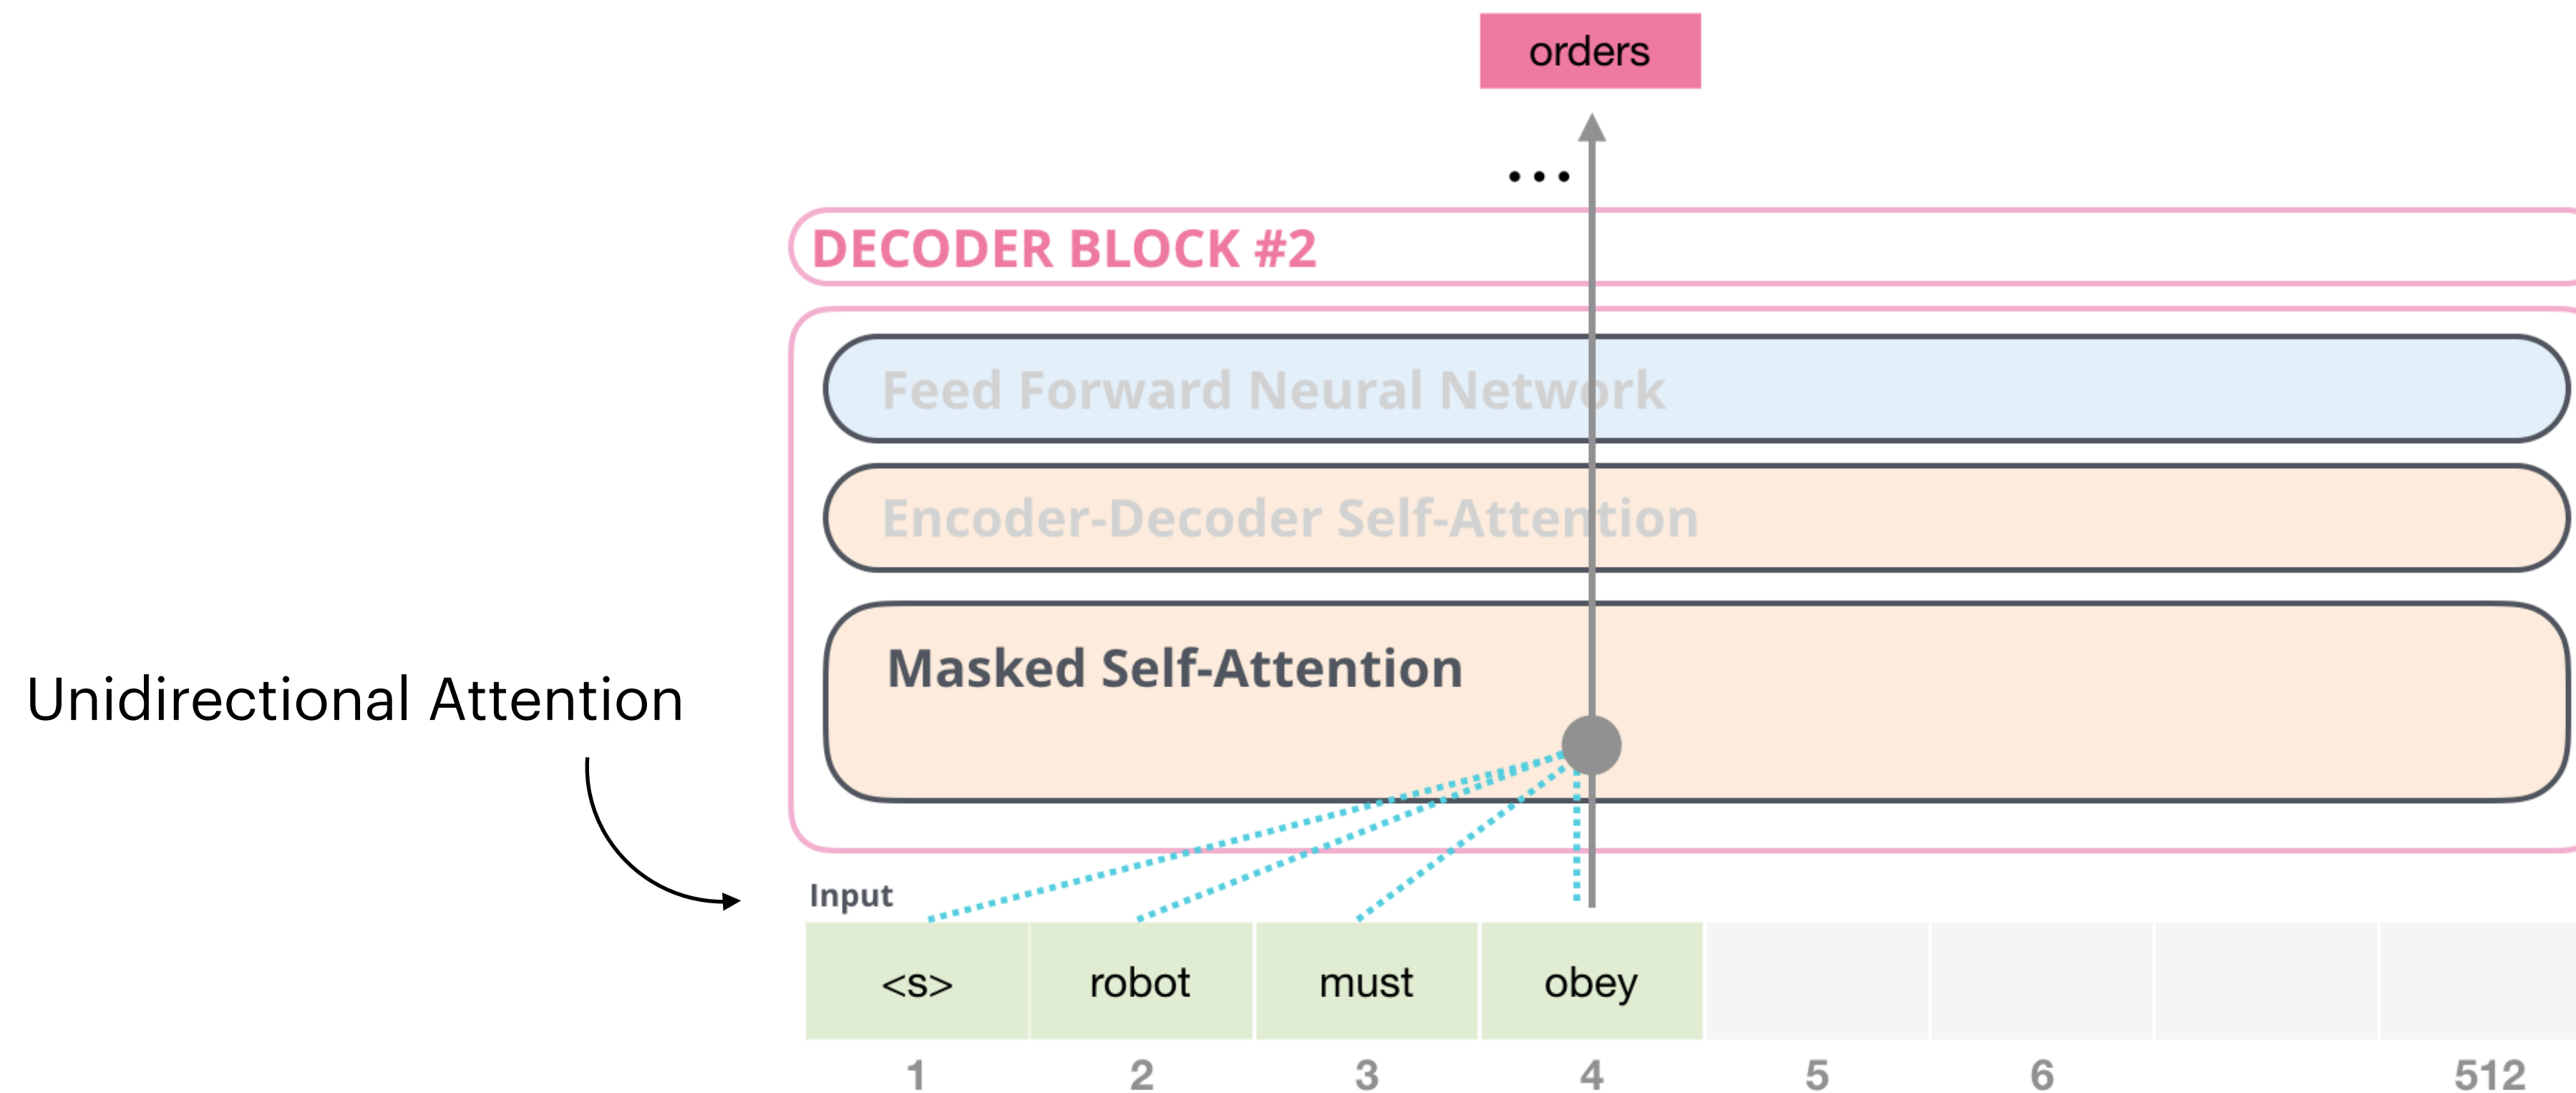 orders
...
DECODER BLOCK #2
Feed Forward Neural Network
Encoder-Decoder Self-Attention
Masked Self-Attention
Unidirectional Attention
Input
<s> robot must obey
1 2 3 4 5 6 512